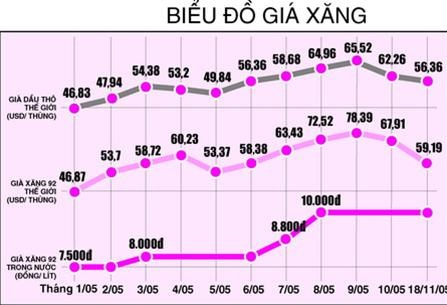 BIỂU ĐỒ GIÁ XĂNG
46,83 47,94 54,38 53,2 49,84 56,36 58,68 64,96 65,52 62,26 56,36
GIÁ DẦU THÔ
THẾ GIỚI
(USD/ THÙNG)
46,87 53,7 58,72 60,23 53,37 58,38 63,43 72,52 78,39 67,91 59,19
GIÁ XĂNG 92
THẾ GIỚI
(USD/ THÙNG)
7.500đ 8.000đ 8.800đ 10.000đ
GIÁ XĂNG 92
TRONG NƯỚC
(ĐỒNG/ LÍT)
Tháng 1/05 2/05 3/05 4/05 5/05 6/05 7/05 8/05 9/05 10/05 18/11/05